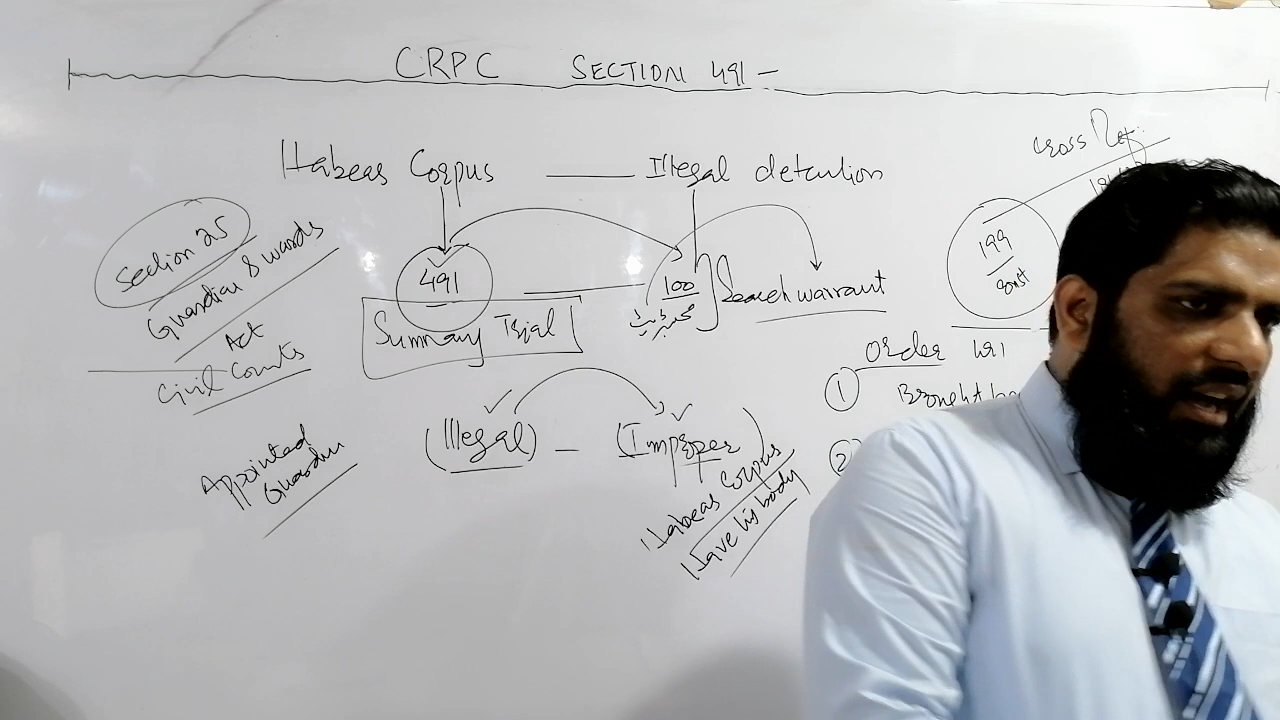 CRPC SECTION 491 -
Habeas Corpus — Illegal detention
Cross Ref:
Section 25
Guardian & wards
Act
Civil Courts
Appointed
Guardian
491
Summary Trial
100
مجسٹریٹ
Search warrant
199
Const
Order 491
① Brought be
②
(Illegal) - (Improper)
Habeas Corpus
Have his body